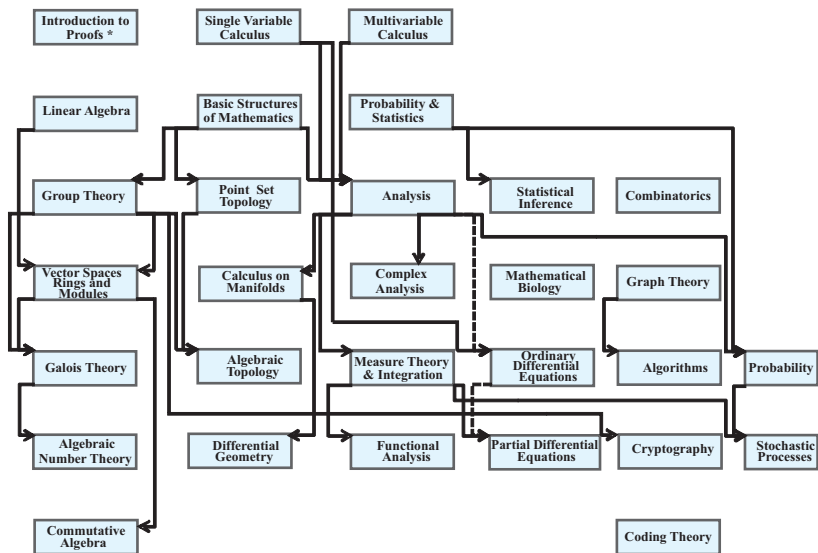 Introduction to
Proofs *
Single Variable
Calculus
Multivariable
Calculus
Linear Algebra
Basic Structures
of Mathematics
Probability &
Statistics
Group Theory
Point Set
Topology
Analysis
Statistical
Inference
Combinatorics
Vector Spaces
Rings and
Modules
Calculus on
Manifolds
Complex
Analysis
Mathematical
Biology
Graph Theory
Galois Theory
Algebraic
Topology
Measure Theory
& Integration
Ordinary
Differential
Equations
Algorithms
Probability
Algebraic
Number Theory
Differential
Geometry
Functional
Analysis
Partial Differential
Equations
Cryptography
Stochastic
Processes
Commutative
Algebra
Coding Theory